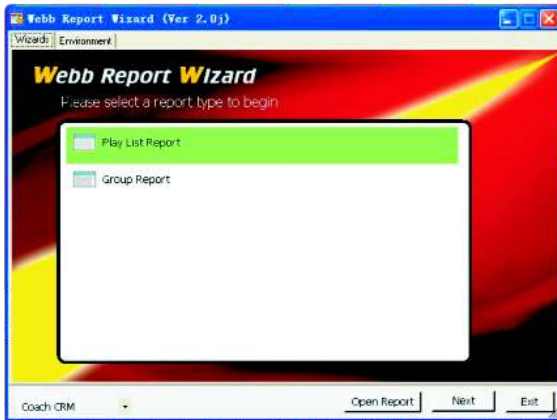 Webb Report Wizard (Ver 2.0j)
Wizards Environment
Webb Report WIzard
Please select a report type to begin
Play List Report
Group Report
Coach CRM Open Report Next Exit